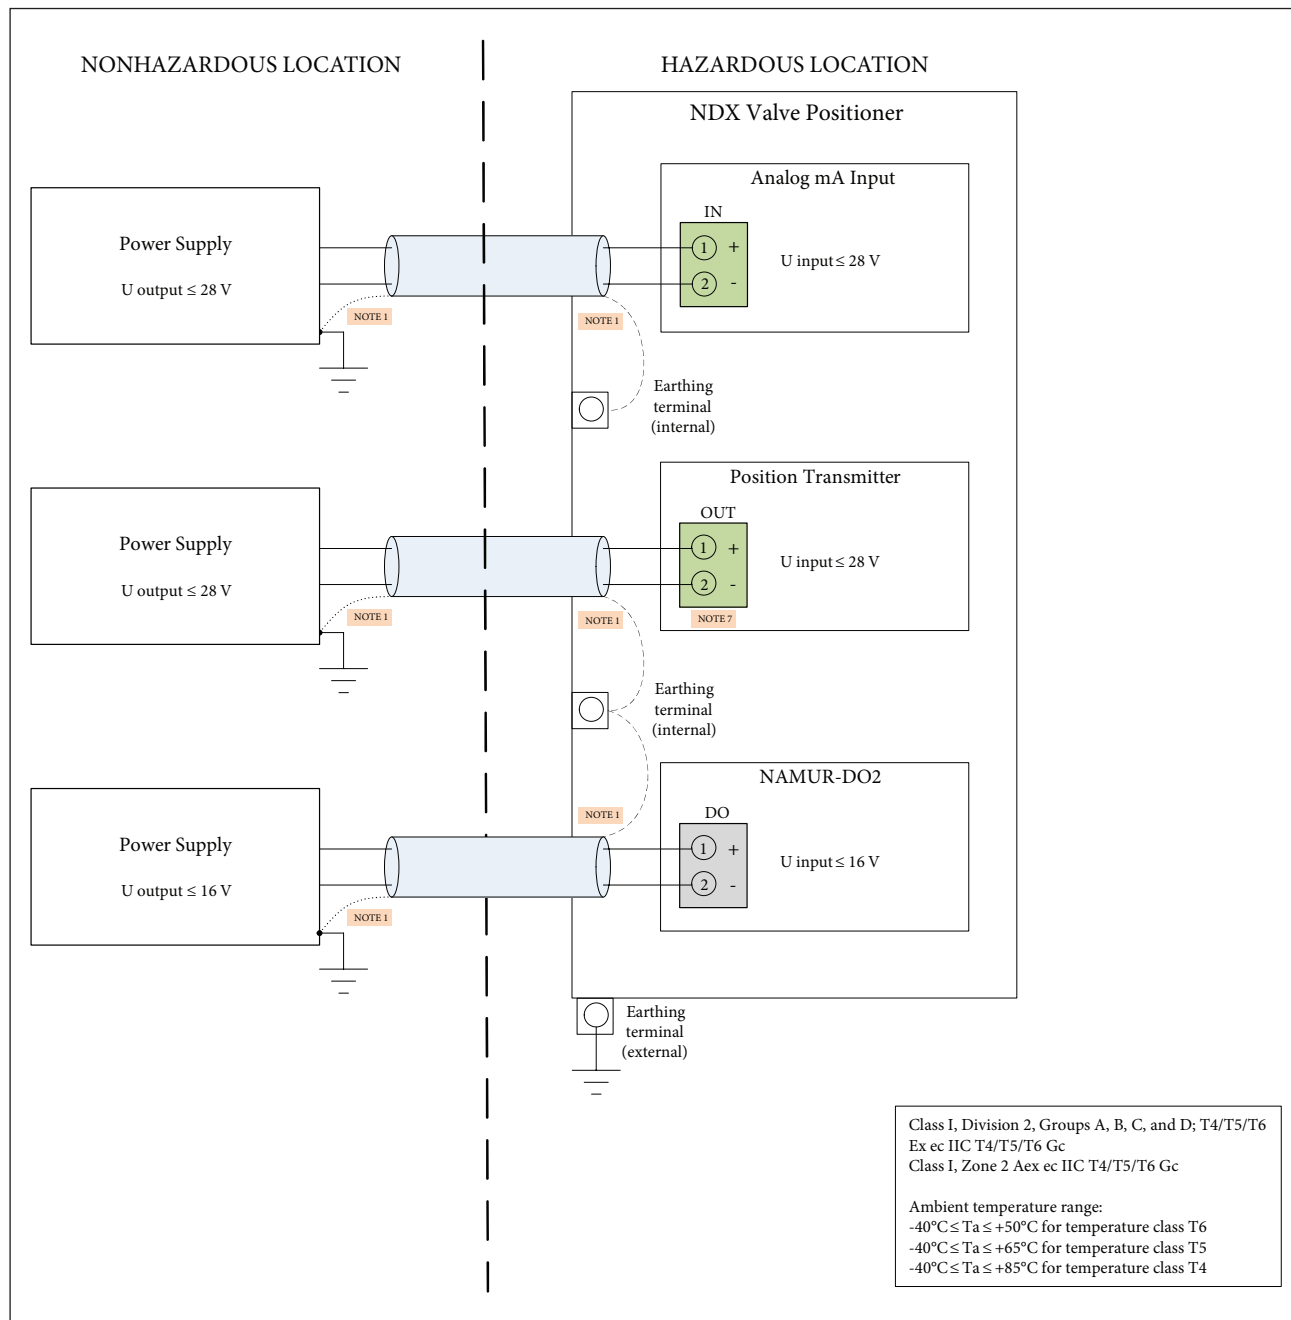 NONHAZARDOUS LOCATION
HAZARDOUS LOCATION
NDX Valve Positioner
Analog mA Input
IN
Power Supply
1 +
U input ≤ 28 V
U output ≤ 28 V
2 -
NOTE 1
NOTE 1
Earthing
terminal
(internal)
Position Transmitter
OUT
Power Supply
1 +
U input ≤ 28 V
U output ≤ 28 V
2 -
NOTE 1
NOTE 1
NOTE 7
Earthing
terminal
(internal)
NAMUR-DO2
NOTE 1
DO
Power Supply
1 +
U input ≤ 16 V
U output ≤ 16 V
2 -
NOTE 1
Earthing
terminal
(external)
Class I, Division 2, Groups A, B, C, and D; T4/T5/T6
Ex ec IIC T4/T5/T6 Gc
Class I, Zone 2 Aex ec IIC T4/T5/T6 Gc
Ambient temperature range:
-40°C ≤ Ta ≤ +50°C for temperature class T6
-40°C ≤ Ta ≤ +65°C for temperature class T5
-40°C ≤ Ta ≤ +85°C for temperature class T4